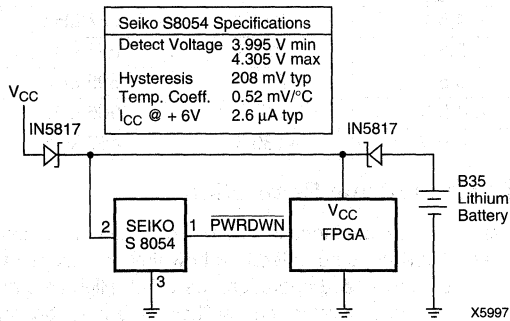 Seiko S8054 Specifications
Detect Voltage 3.995 V min
4.305 V max
Hysteresis 208 mV typ
Temp. Coeff. 0.52 mV/°C
ICC @ + 6V 2.6 µA typ
VCC
IN5817
IN5817
B35
Lithium
Battery
2
SEIKO
S 8054
1
PWRDWN
VCC
FPGA
3
X5997